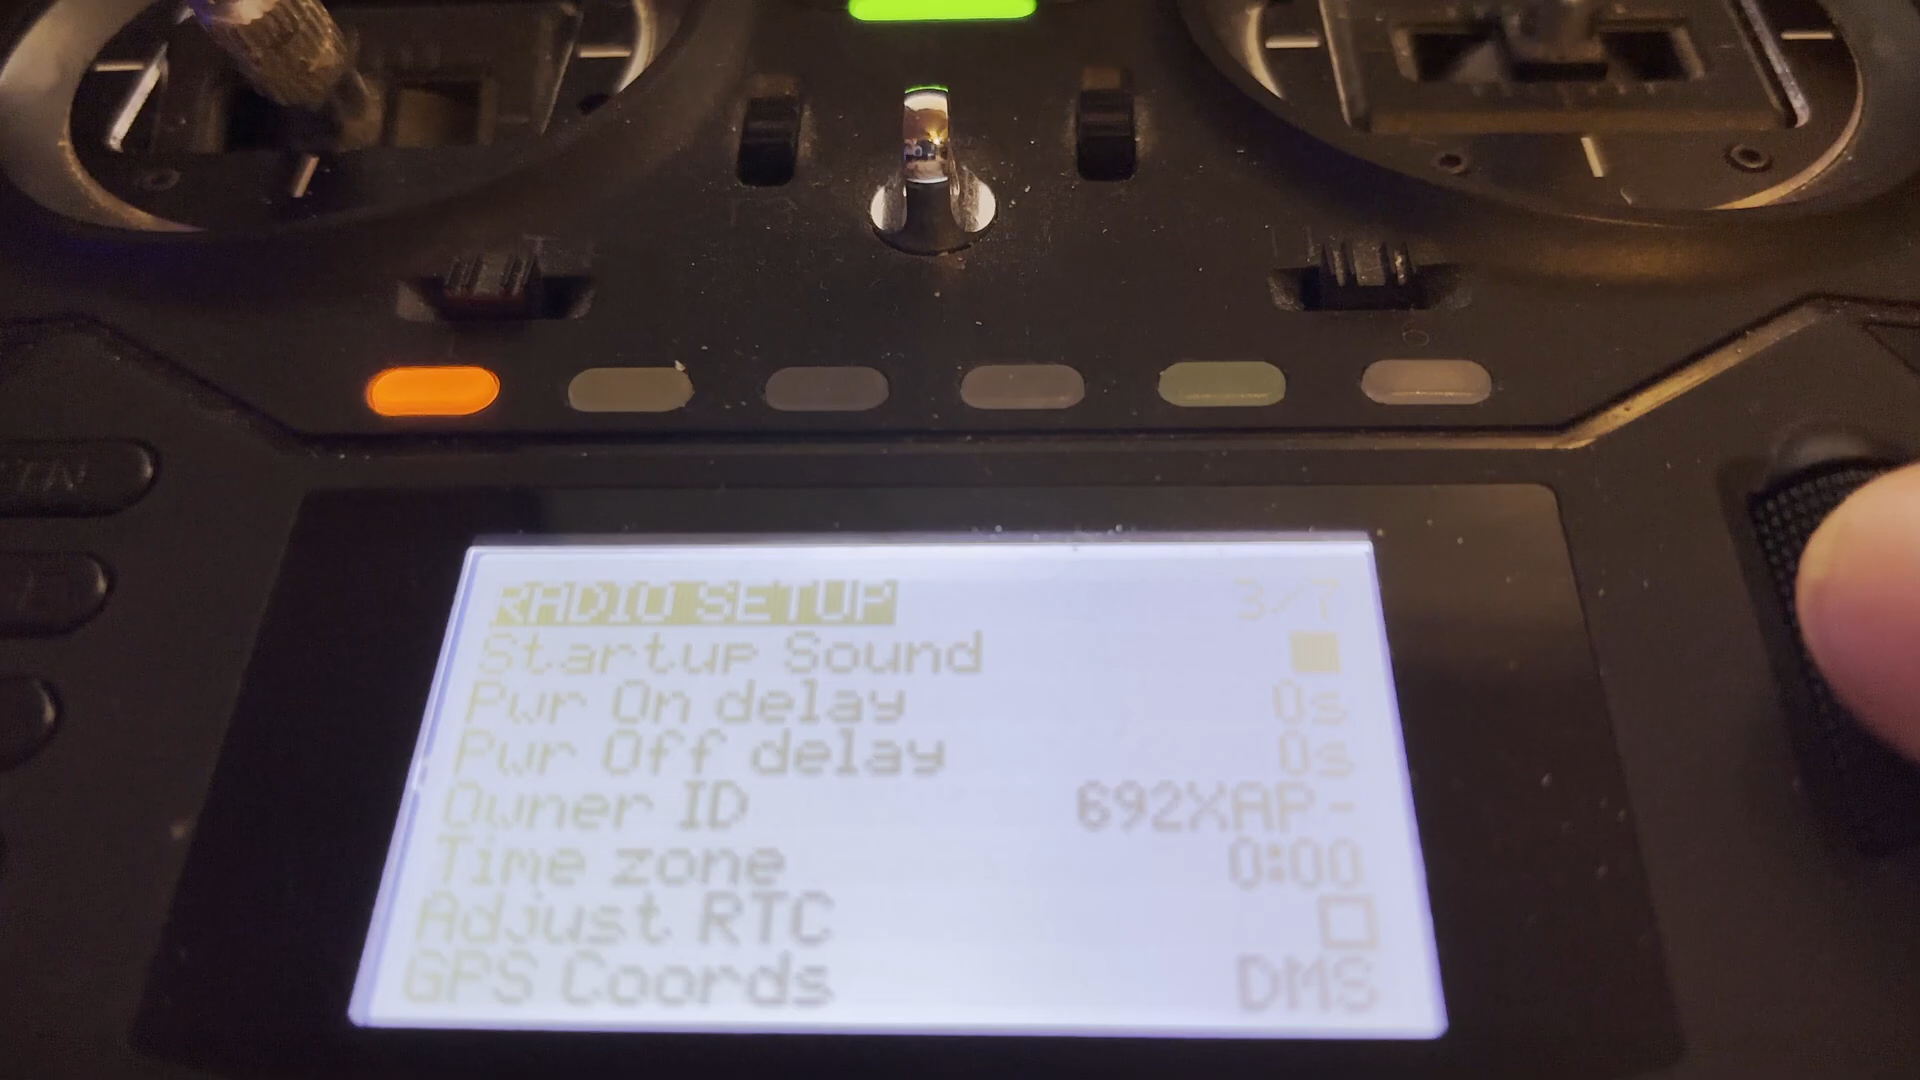 RADIO SETUP 3/7
Startup Sound
Pwr On delay 0s
Pwr Off delay 0s
Owner ID 692XAP-
Time zone 0:00
Adjust RTC
GPS Coords DMS